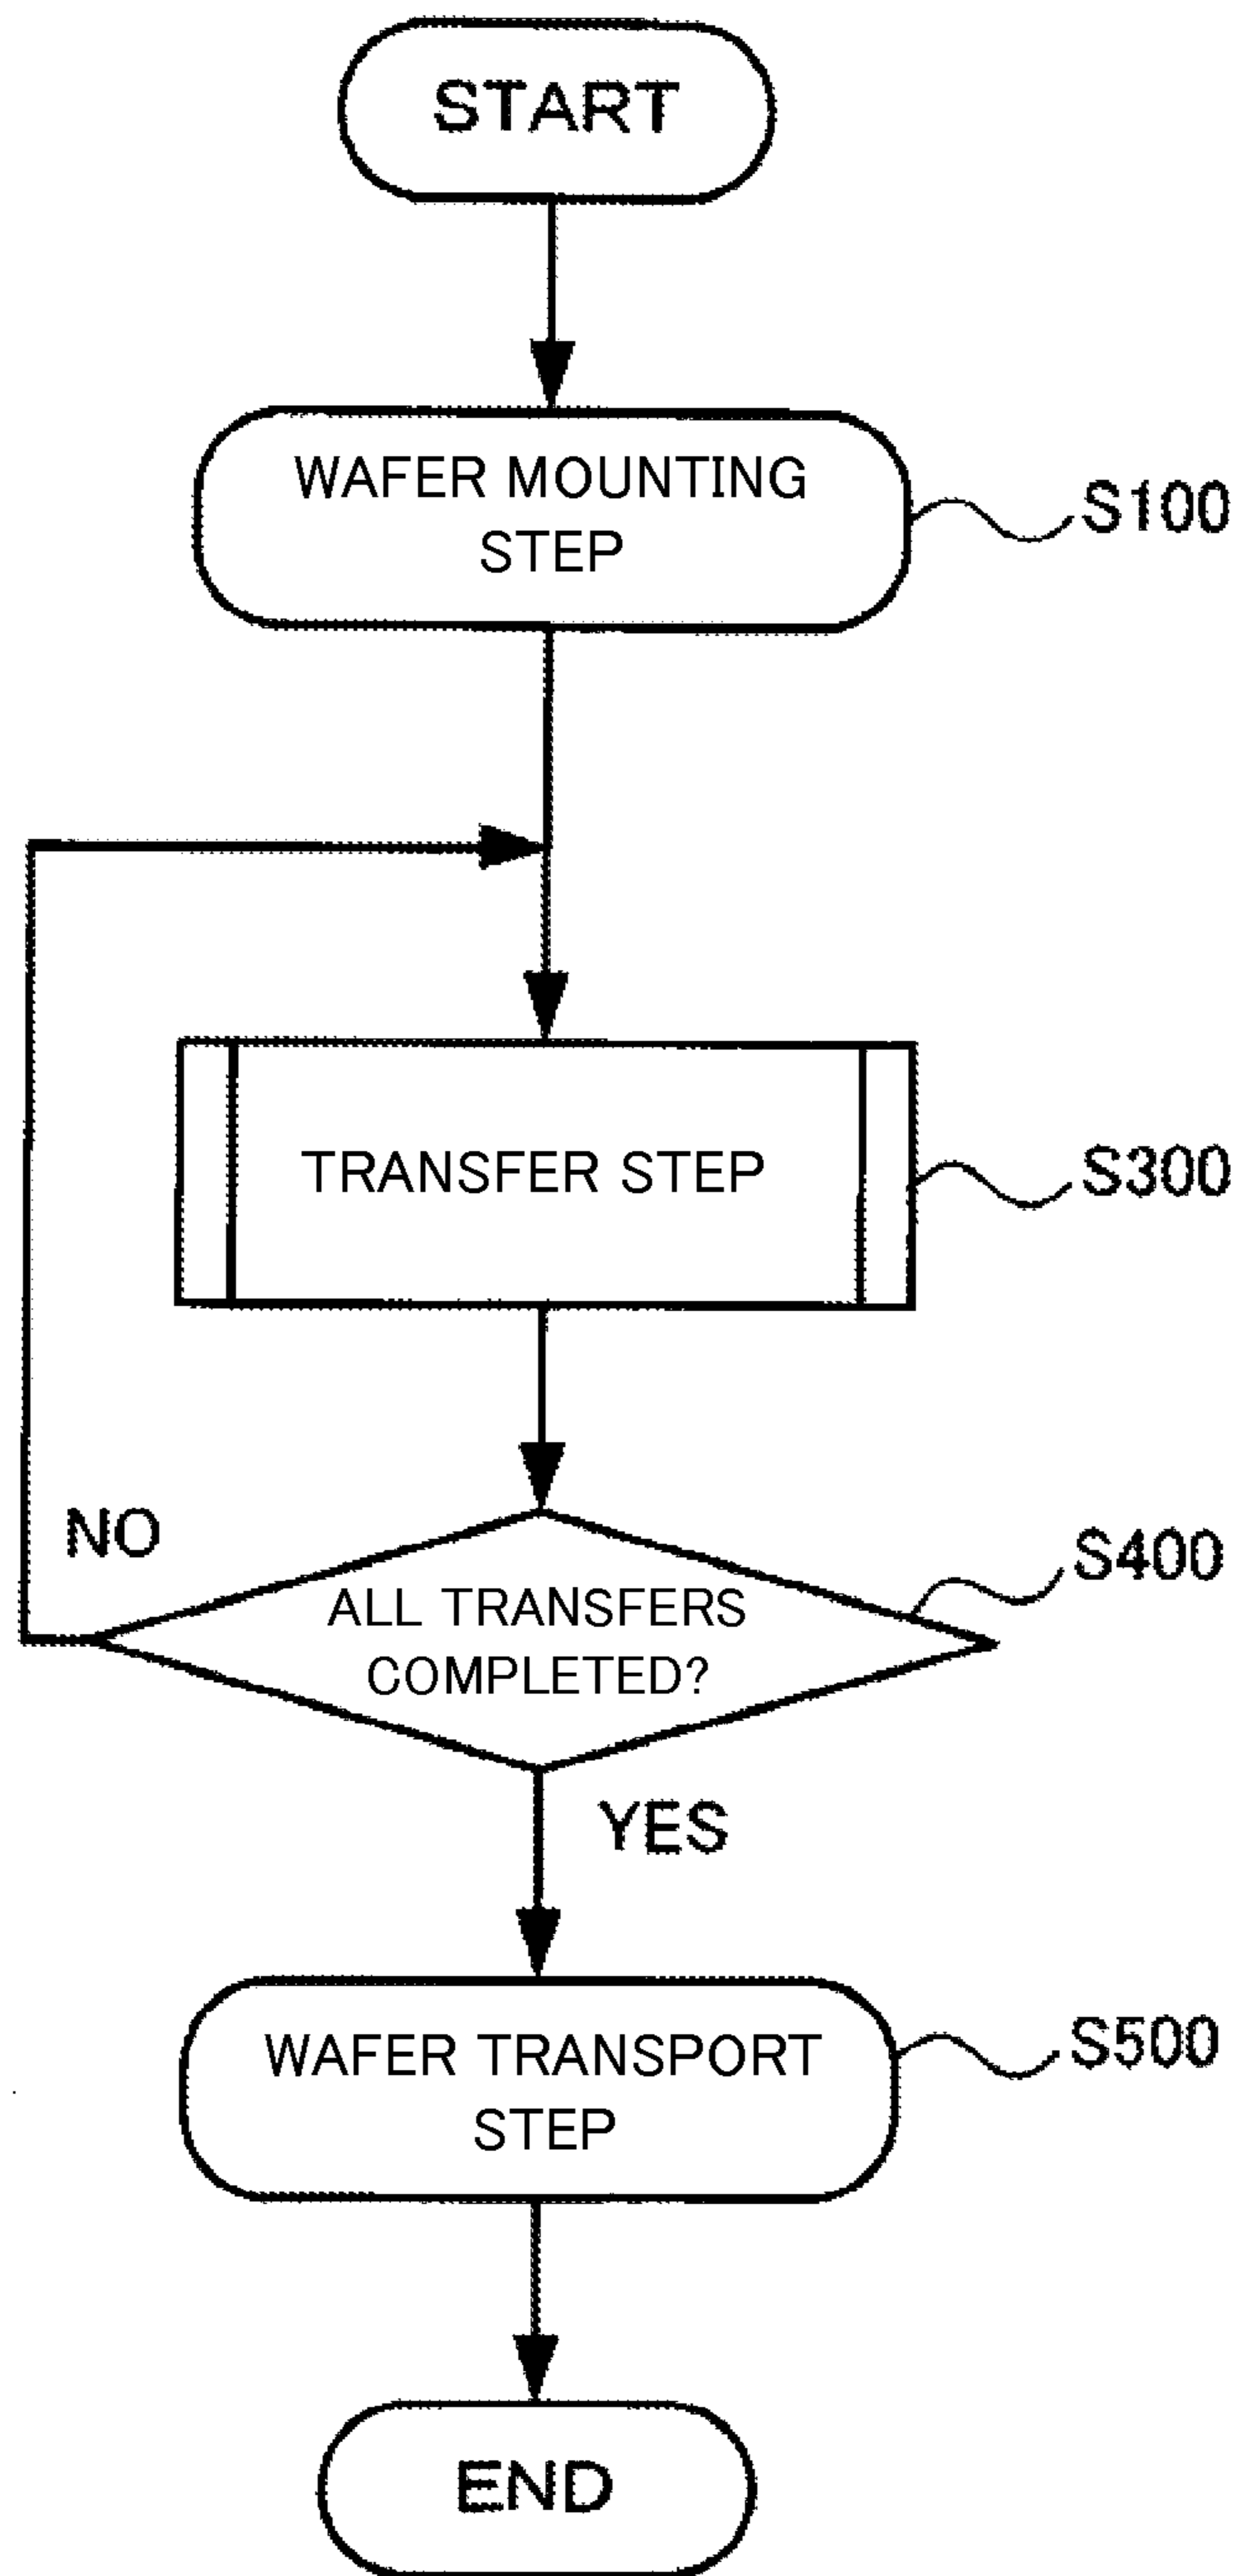 START
WAFER MOUNTING
STEP
S100
TRANSFER STEP
S300
NO
ALL TRANSFERS
COMPLETED?
S400
YES
WAFER TRANSPORT
STEP
S500
END